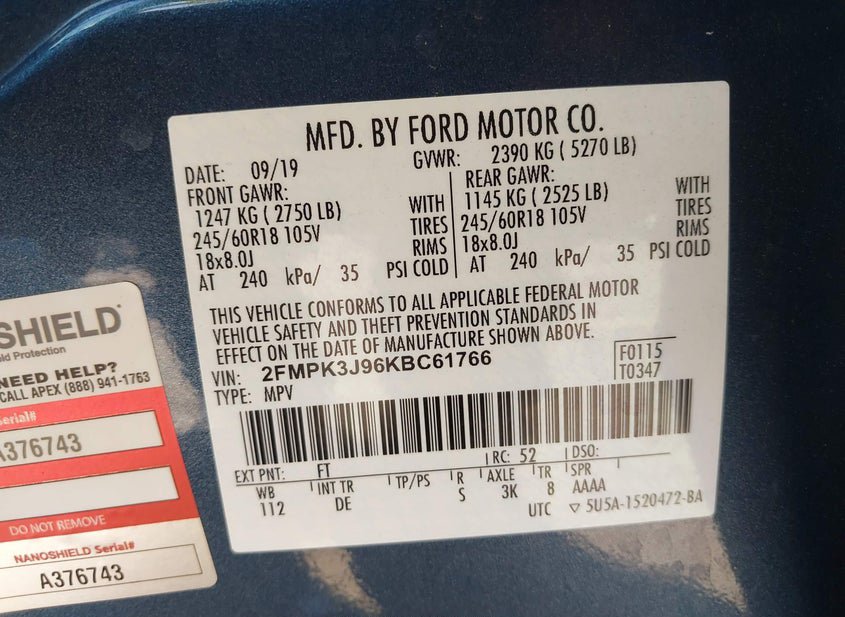 MFD. BY FORD MOTOR CO.
DATE: 09/19 GVWR: 2390 KG ( 5270 LB)
FRONT GAWR: REAR GAWR:
1247 KG ( 2750 LB) WITH 1145 KG ( 2525 LB) WITH
245/60R18 105V TIRES 245/60R18 105V TIRES
18x8.0J RIMS 18x8.0J RIMS
AT 240 kPa/ 35 PSI COLD AT 240 kPa/ 35 PSI COLD
THIS VEHICLE CONFORMS TO ALL APPLICABLE FEDERAL MOTOR
VEHICLE SAFETY AND THEFT PREVENTION STANDARDS IN
EFFECT ON THE DATE OF MANUFACTURE SHOWN ABOVE.
VIN: 2FMPK3J96KBC61766 F0115
TYPE: MPV T0347
EXT PNT: FT RC: 52 DSO:
WB INT TR TP/PS R AXLE TR SPR
112 DE S 3K 8 AAAA
UTC ▽ 5U5A-1520472-BA
SHIELD
Protection
NEED HELP?
CALL APEX (888) 941-1763
Serial#
A376743
DO NOT REMOVE
NANOSHIELD Serial#
A376743